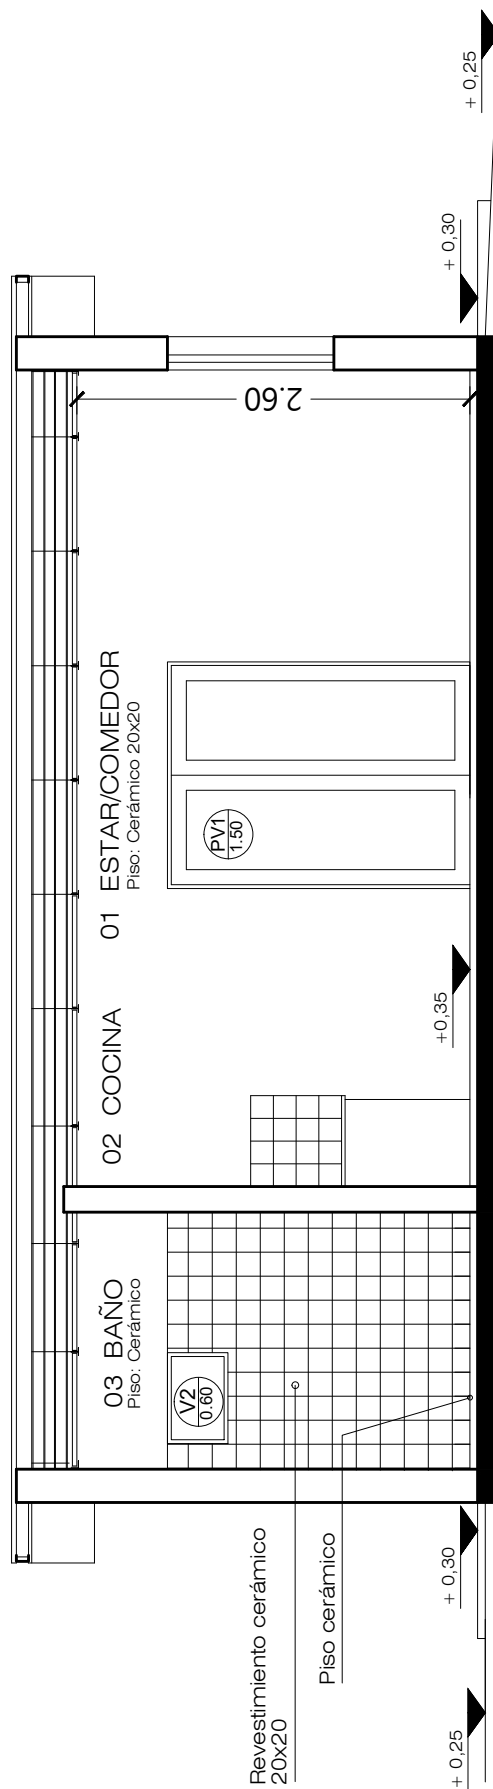 03 BAÑO
Piso: Cerámico
02 COCINA
01 ESTAR/COMEDOR
Piso: Cerámico 20x20
V2
0.60
PV1
1.50
2.60
Revestimiento cerámico
20x20
Piso cerámico
+ 0,25
+ 0,30
+0,35
+ 0,30
+ 0,25